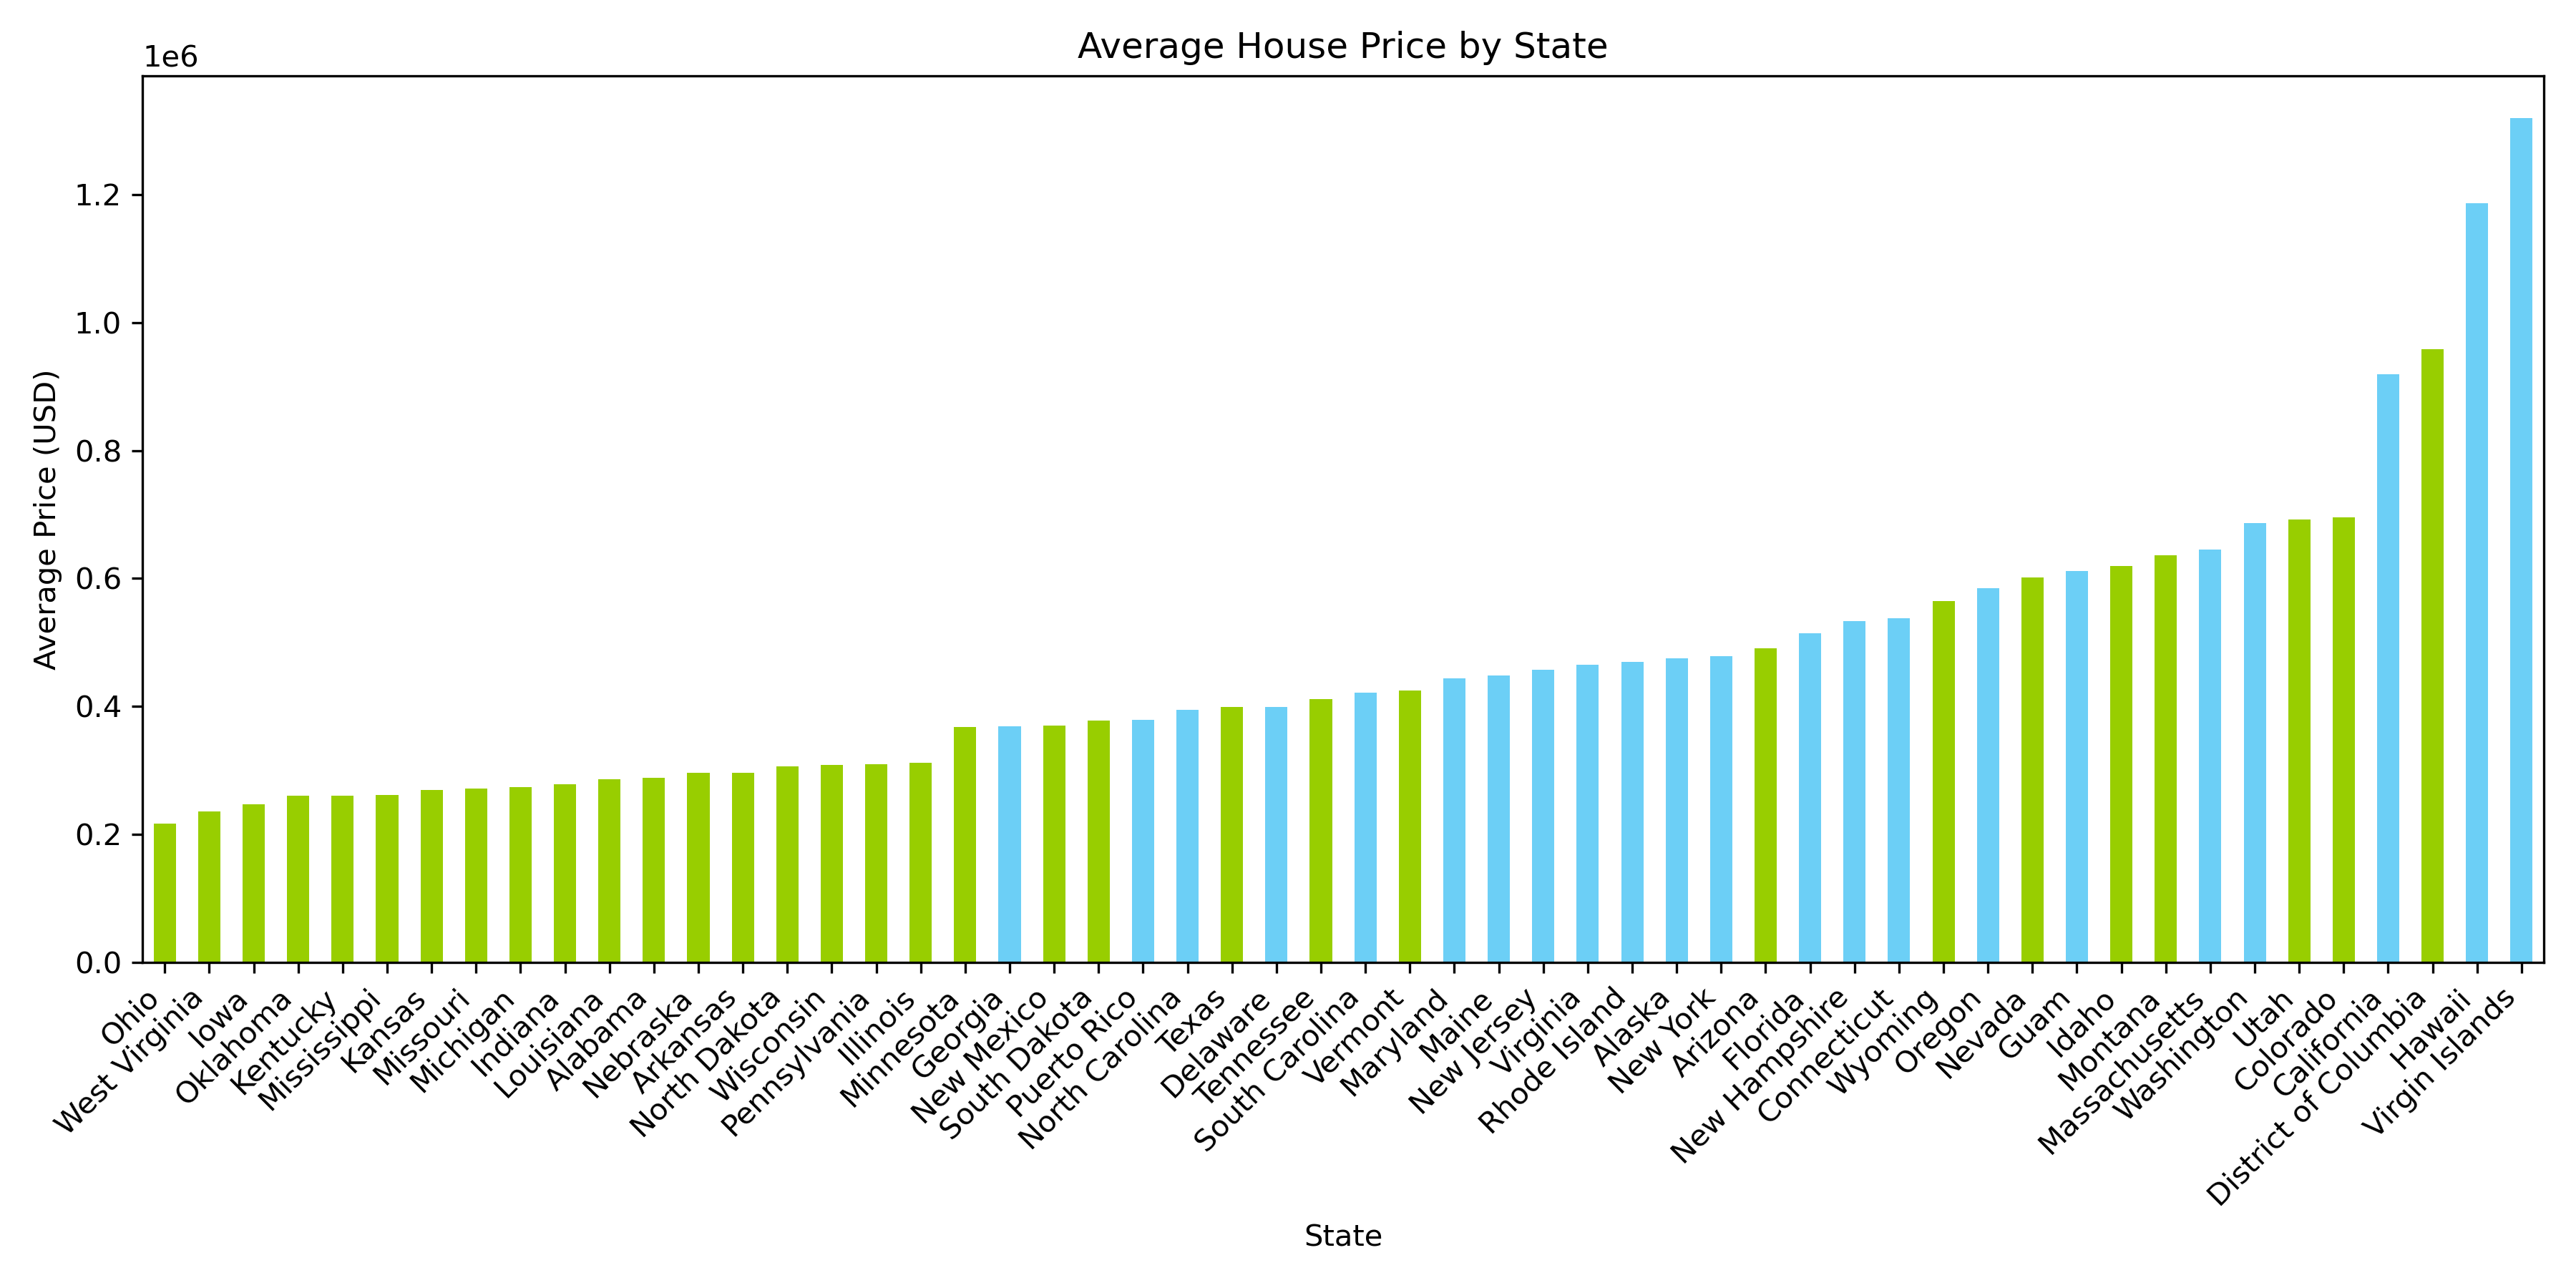 Average House Price by State
1e6
Average Price (USD)
1.2
1.0
0.8
0.6
0.4
0.2
0.0
Ohio
West Virginia
Iowa
Oklahoma
Kentucky
Mississippi
Kansas
Missouri
Michigan
Indiana
Louisiana
Alabama
Nebraska
Arkansas
North Dakota
Wisconsin
Pennsylvania
Illinois
Minnesota
Georgia
New Mexico
South Dakota
Puerto Rico
North Carolina
Texas
Delaware
Tennessee
South Carolina
Vermont
Maryland
Maine
New Jersey
Virginia
Rhode Island
Alaska
New York
Arizona
Florida
New Hampshire
Connecticut
Wyoming
Oregon
Nevada
Guam
Idaho
Montana
Massachusetts
Washington
Utah
Colorado
California
District of Columbia
Hawaii
Virgin Islands
State